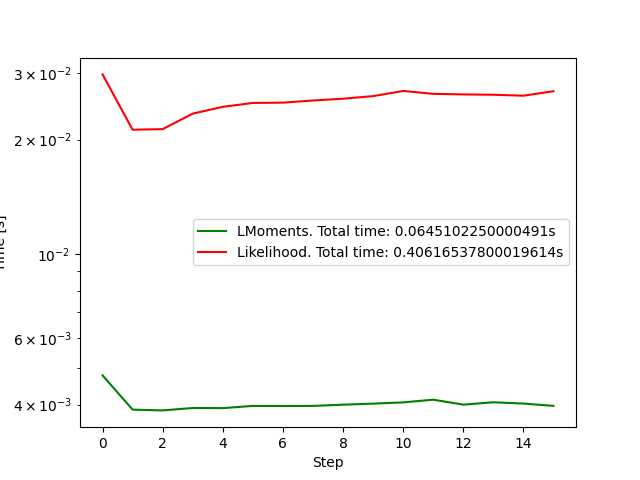 3 × 10⁻²
2 × 10⁻²
10⁻²
6 × 10⁻³
4 × 10⁻³
Time [s]
LMoments. Total time: 0.0645102250000491s
Likelihood. Total time: 0.40616537800019614s
0 2 4 6 8 10 12 14
Step